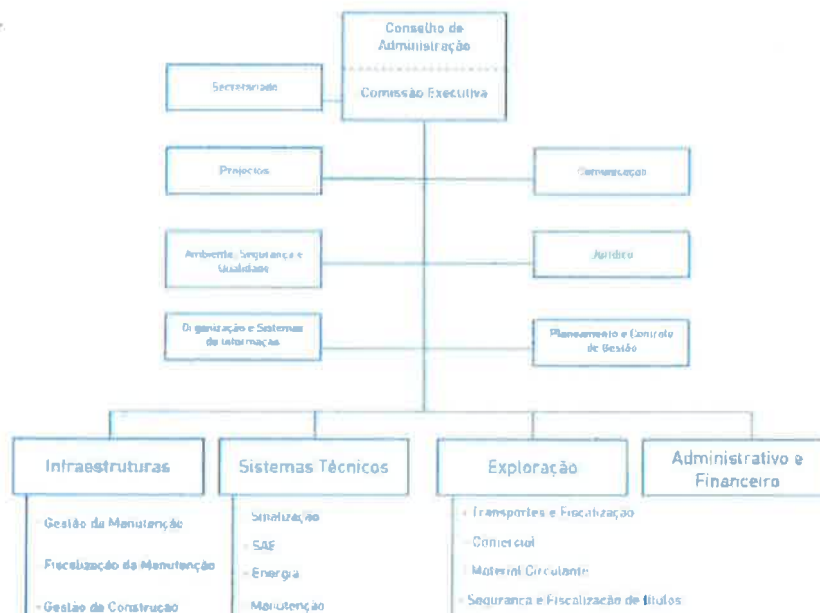 Conselho de
Administração
Comissão Executiva
Secretariado
Projectos
Comunicação
Ambiente, Segurança e
Qualidade
Jurídico
Organização e Sistemas
de Informação
Planeamento e Controlo
de Gestão
Infraestruturas
Sistemas Técnicos
Exploração
Administrativo e
Financeiro
Gestão da Manutenção
Fiscalização da Manutenção
- Gestão da Construção
Sinalização
- SAE
- Energia
Manutenção
- Transportes e Fiscalização
- Comercial
Material Circulante
- Segurança e Fiscalização de títulos